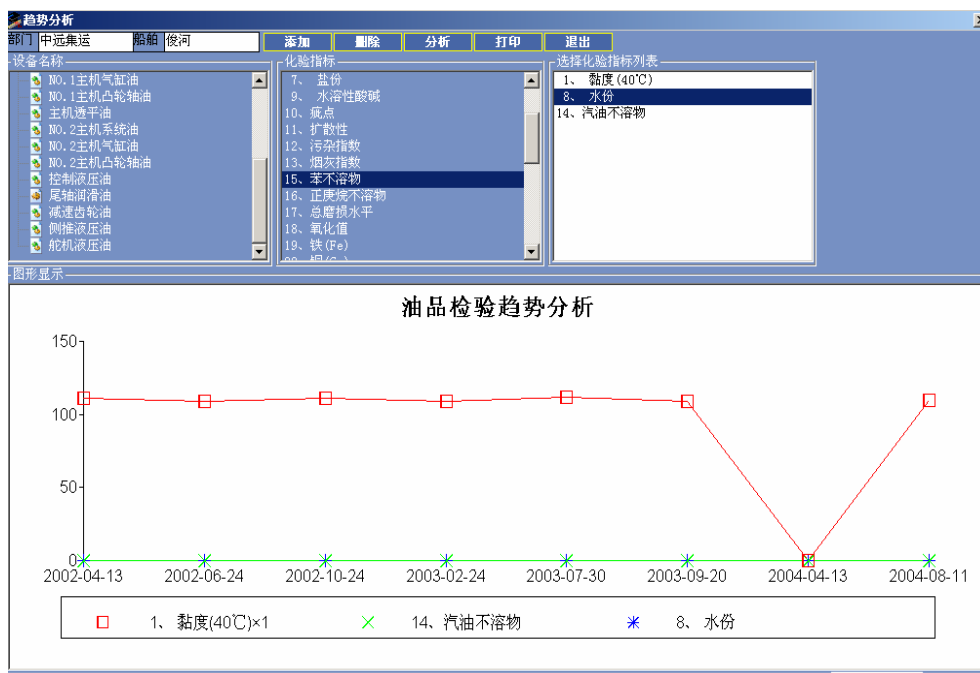 趋势分析
部门 中远集运 船舶 俊河 添加 删除 分析 打印 退出
设备名称
NO.1主机气缸油
NO.1主机凸轮轴油
主机透平油
NO.2主机系统油
NO.2主机气缸油
NO.2主机凸轮轴油
控制液压油
尾轴润滑油
减速齿轮油
侧推液压油
舵机液压油
化验指标
7、 盐份
9、 水溶性酸碱
10、斑点
11、扩散性
12、污杂指数
13、烟灰指数
15、苯不溶物
16、正庚烷不溶物
17、总磨损水平
18、氧化值
19、铁(Fe)
选择化验指标列表
1、 黏度(40℃)
8、 水份
14、汽油不溶物
图形显示
油品检验趋势分析
150
100
50
0
2002-04-13 2002-06-24 2002-10-24 2003-02-24 2003-07-30 2003-09-20 2004-04-13 2004-08-11
1、 黏度(40℃)×1 14、汽油不溶物 8、 水份